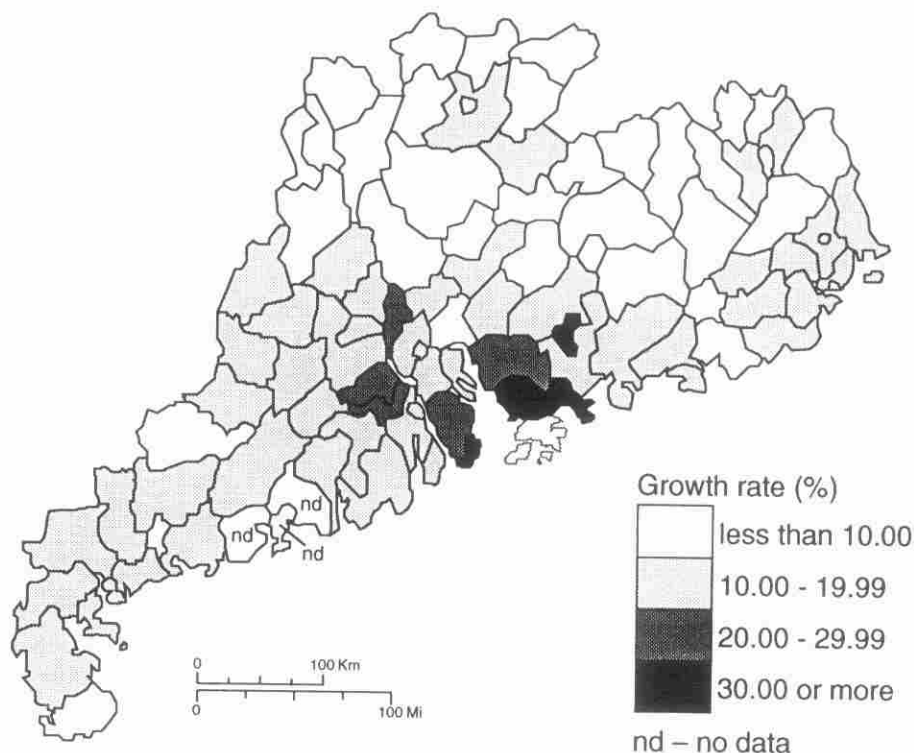 nd
nd
nd
Growth rate (%)
less than 10.00
10.00 - 19.99
20.00 - 29.99
30.00 or more
nd – no data
0 100 Km
0 100 Mi